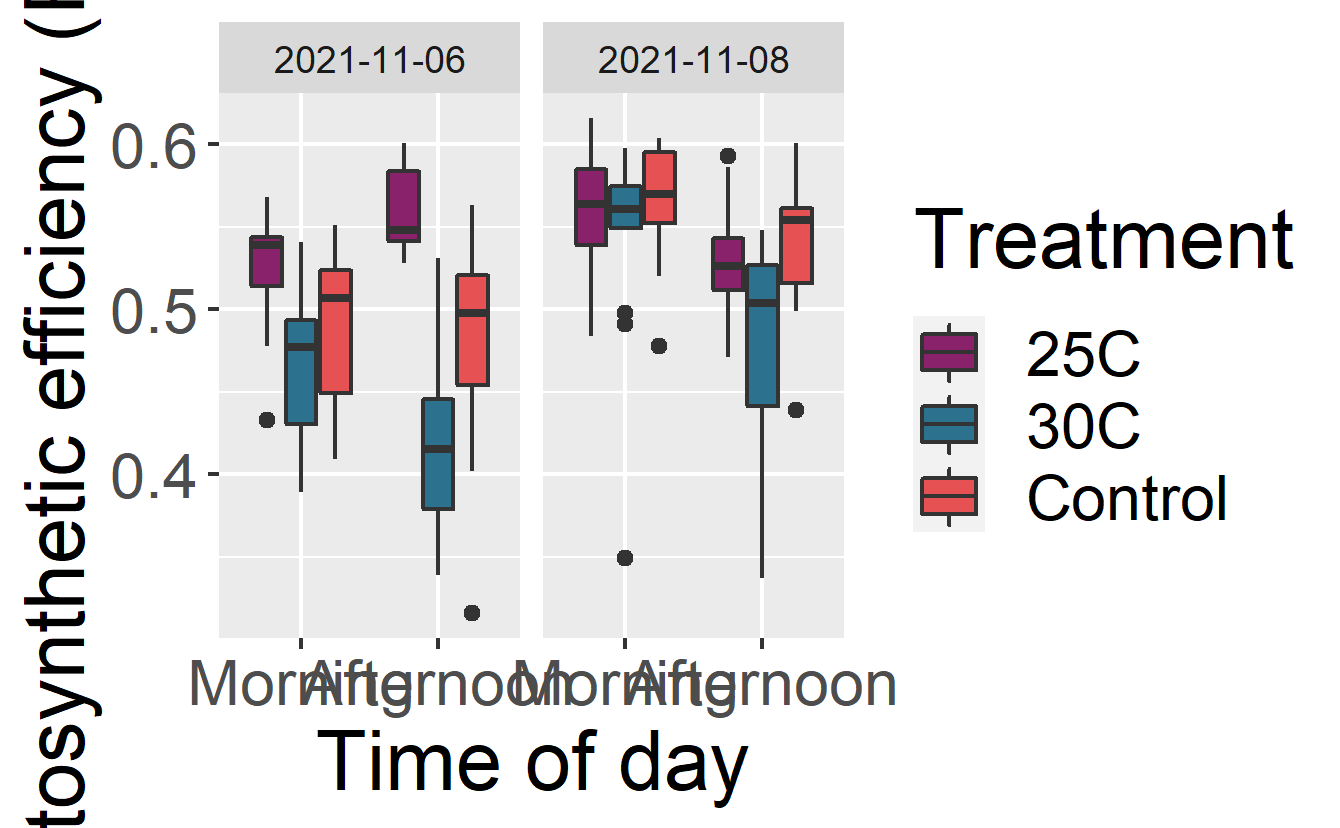 tosynthetic efficiency (
2021-11-06
2021-11-08
0.6
0.5
0.4
Morning
Afternoon
Morning
Afternoon
Time of day
Treatment
25C
30C
Control